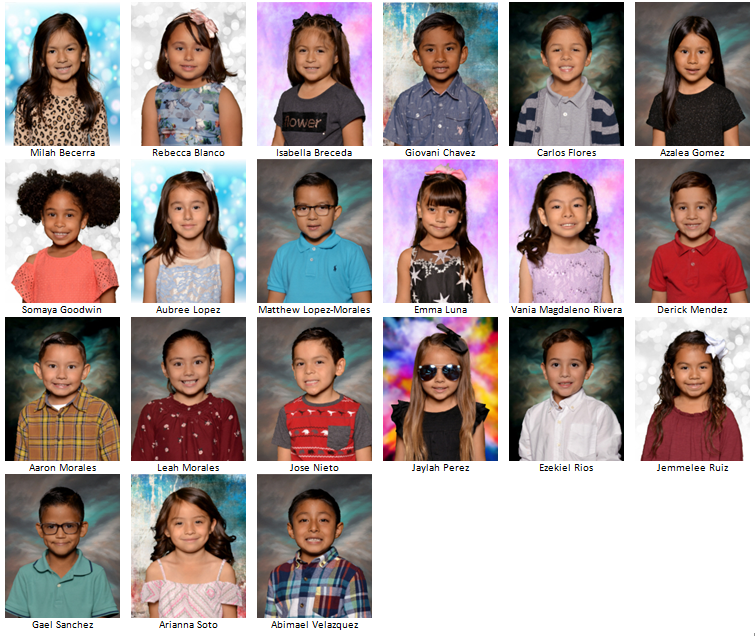 Milah Becerra
Rebecca Blanco
flower
Isabella Breceda
Giovani Chavez
Carlos Flores
Azalea Gomez
Somaya Goodwin
Aubree Lopez
Matthew Lopez-Morales
Emma Luna
Vania Magdaleno Rivera
Derick Mendez
Aaron Morales
Leah Morales
Jose Nieto
Jaylah Perez
Ezekiel Rios
Jemmelee Ruiz
Gael Sanchez
Arianna Soto
Abimael Velazquez